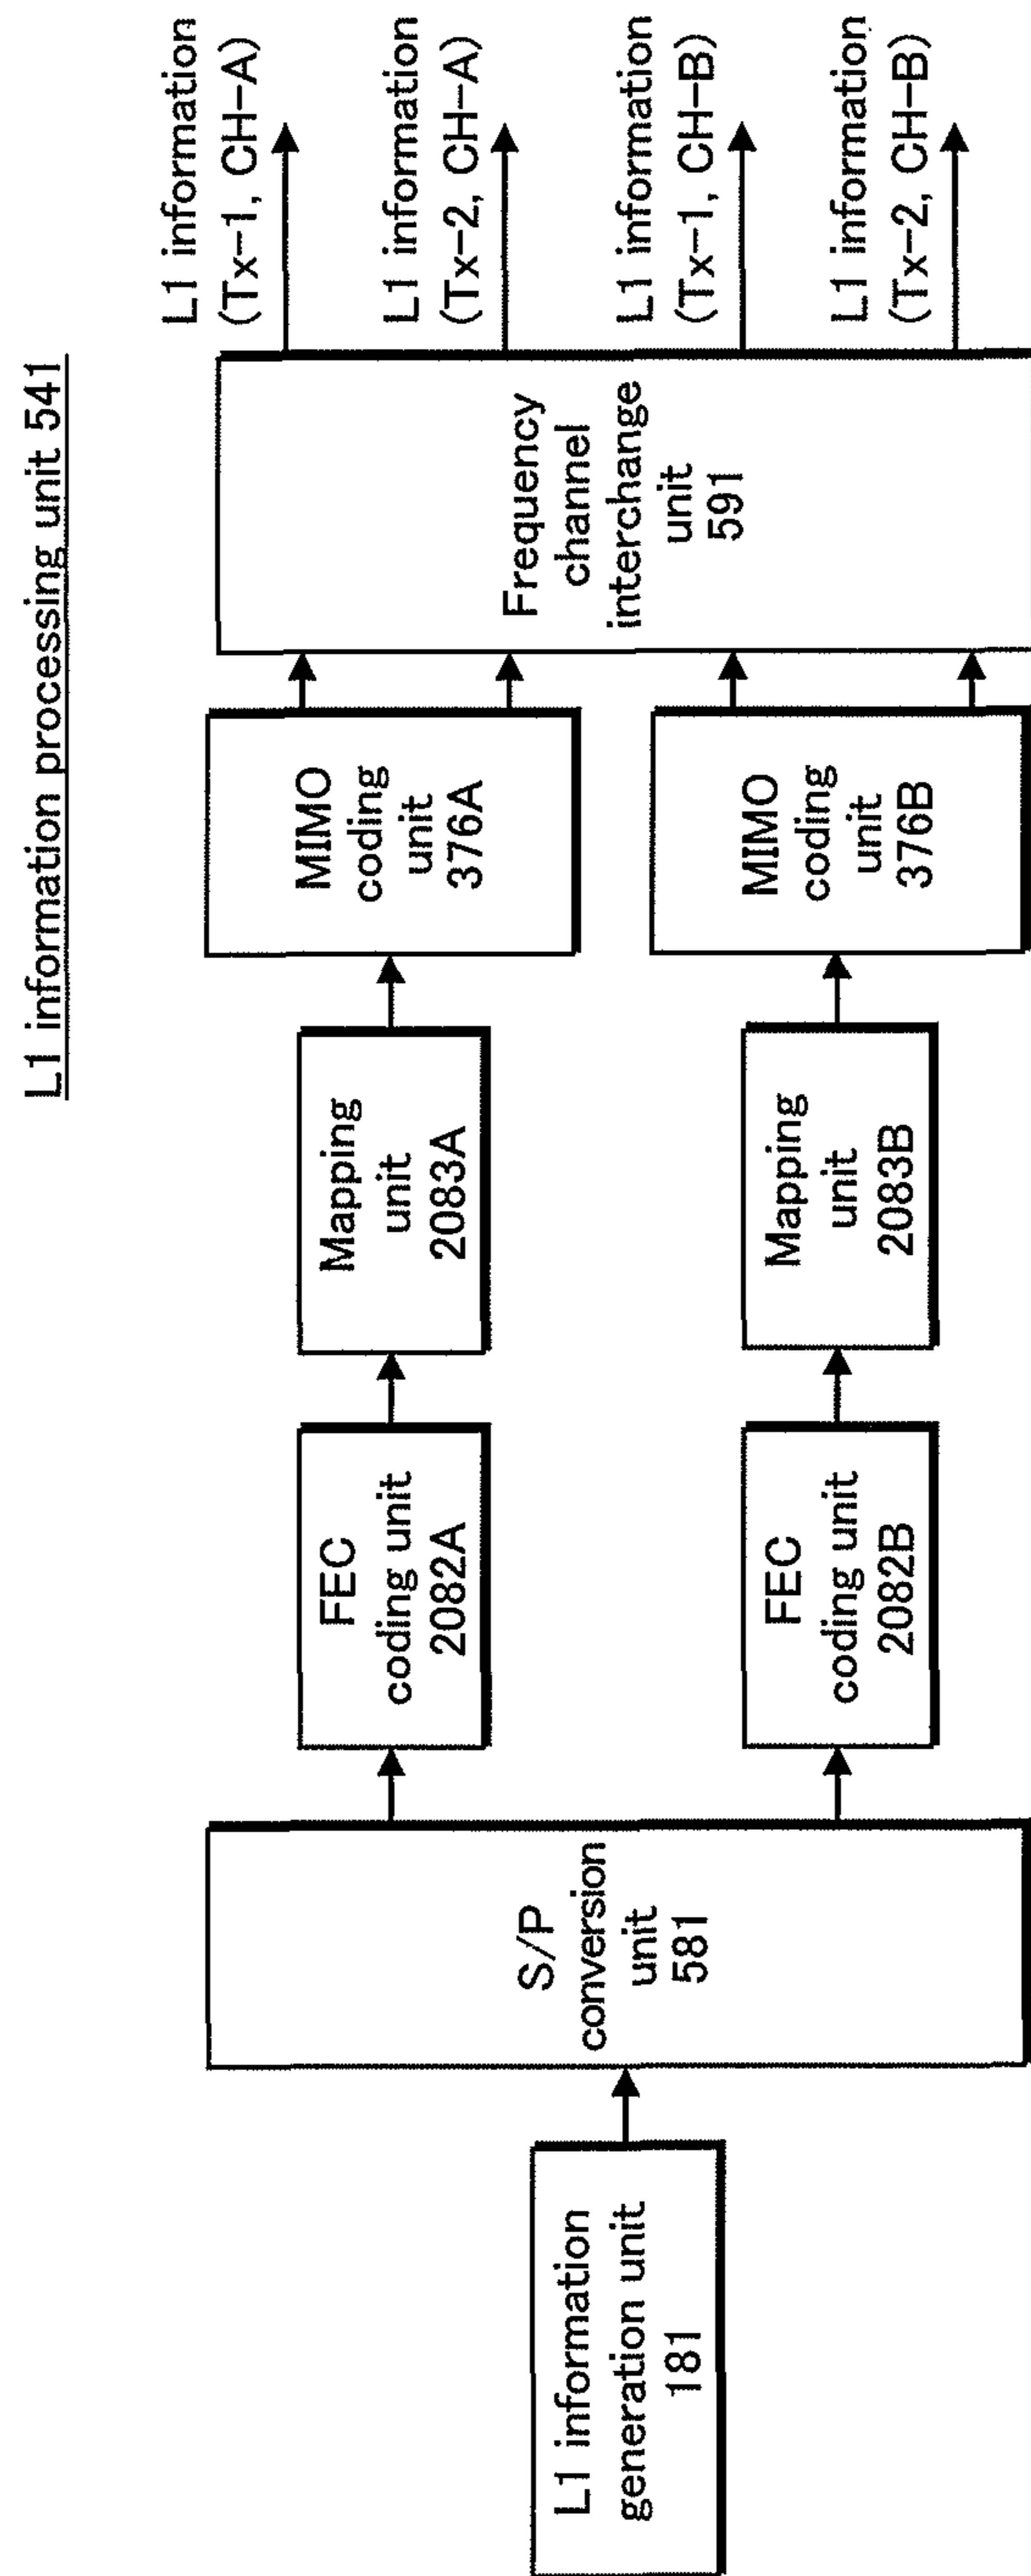 L1 information processing unit 541
L1 information
generation unit
181
S/P
conversion
unit
581
FEC
coding unit
2082A
Mapping
unit
2083A
MIMO
coding
unit
376A
FEC
coding unit
2082B
Mapping
unit
2083B
MIMO
coding
unit
376B
Frequency
channel
interchange
unit
591
L1 information
(Tx-1, CH-A)
L1 information
(Tx-2, CH-A)
L1 information
(Tx-1, CH-B)
L1 information
(Tx-2, CH-B)